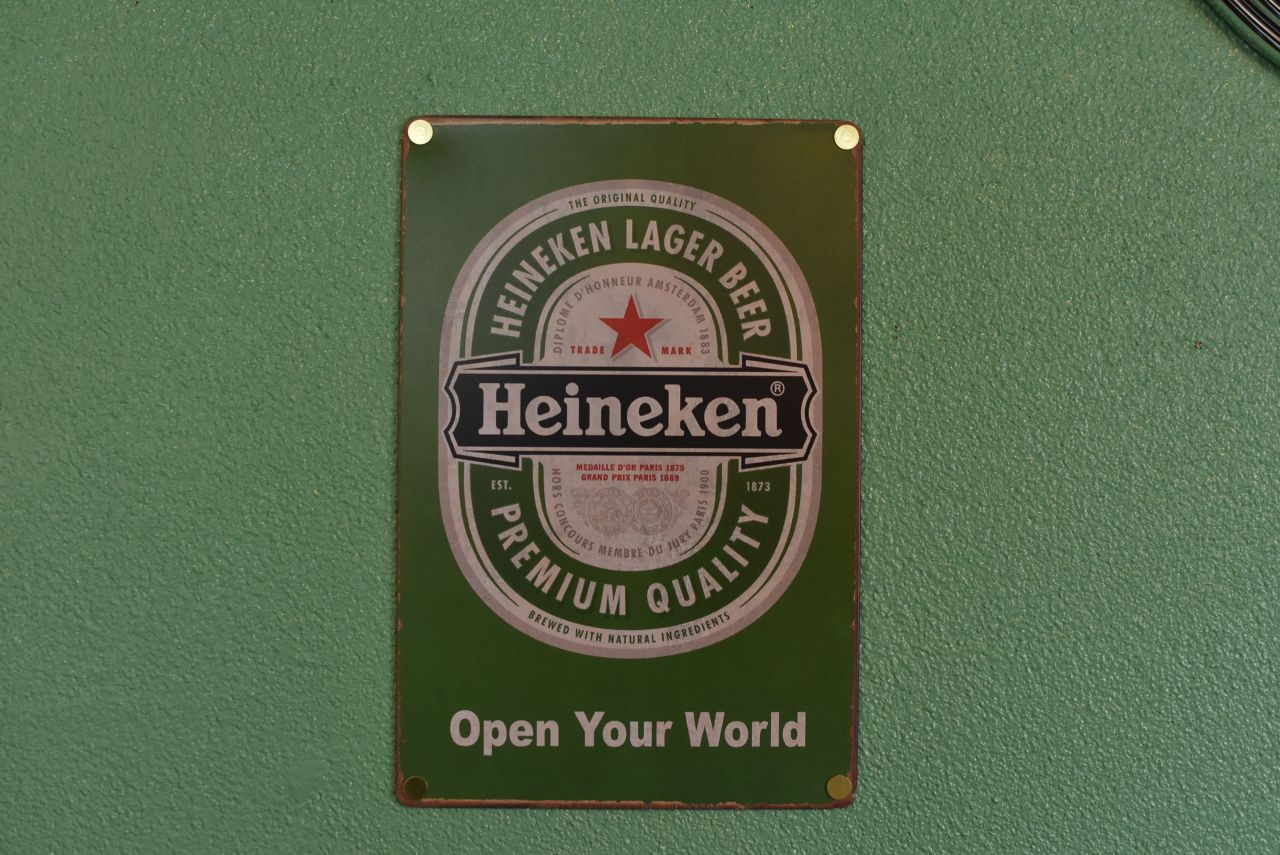 THE ORIGINAL QUALITY
HEINEKEN LAGER BEER
DIPLOME D'HONNEUR AMSTERDAM 1883
TRADE MARK
Heineken®
MEDAILLE D'OR PARIS 1875
GRAND PRIX PARIS 1889
EST. 1873
HORS CONCOURS MEMBRE DU JURY PARIS 1900
PREMIUM QUALITY
BREWED WITH NATURAL INGREDIENTS
Open Your World